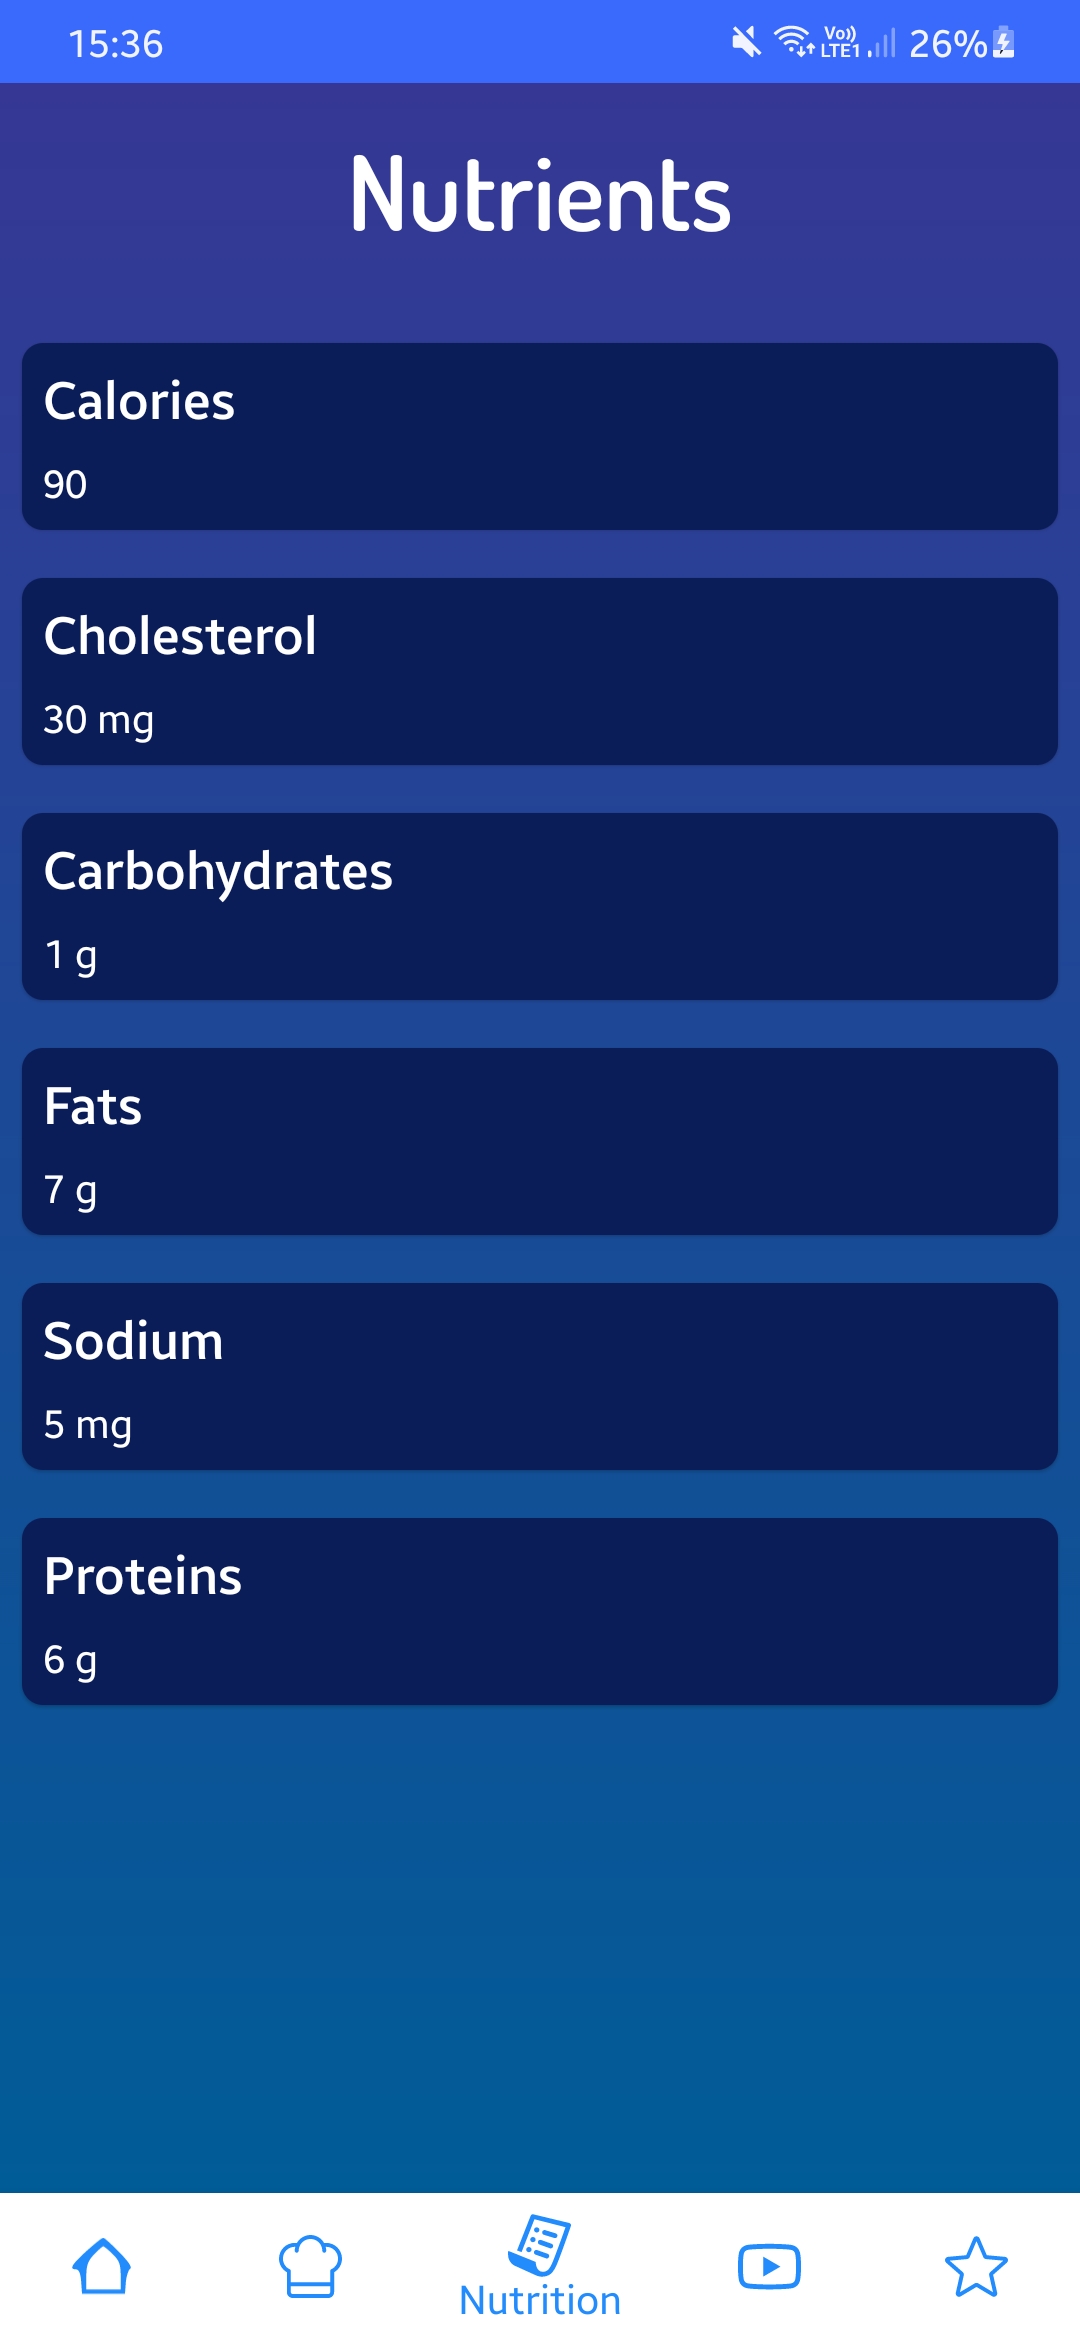 15:36
Vo)) LTE1 26%
Nutrients
Calories
90
Cholesterol
30 mg
Carbohydrates
1 g
Fats
7 g
Sodium
5 mg
Proteins
6 g
Nutrition